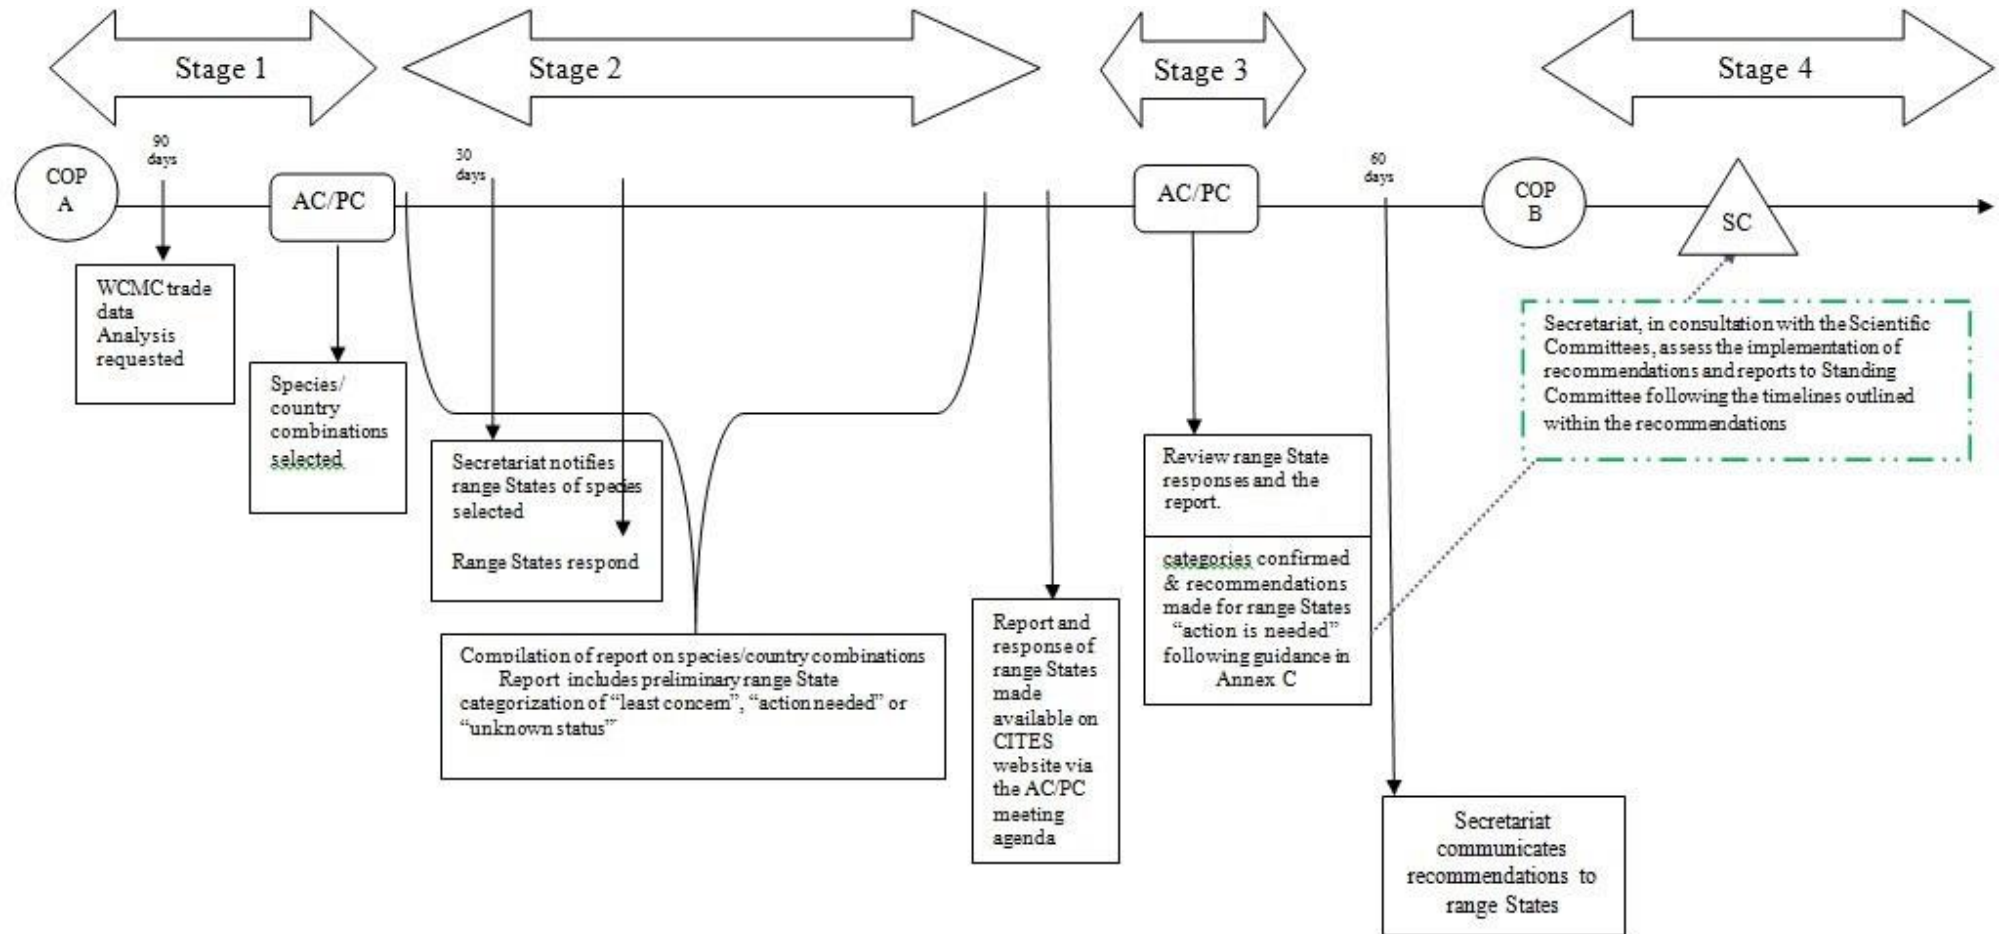 Stage 1
Stage 2
Stage 3
Stage 4
90
days
30
days
60
days
COP
A
AC/PC
AC/PC
COP
B
SC
WCMC trade
data
Analysis
requested
Species/
country
combinations
selected
Secretariat notifies
range States of species
selected
Range States respond
Compilation of report on species/country combinations
Report includes preliminary range State
categorization of “least concern”, “action needed” or
“unknown status”
Report and
response of
range States
made
available on
CITES
website via
the AC/PC
meeting
agenda
Review range State
responses and the
report.
categories confirmed
& recommendations
made for range States
“action is needed”
following guidance in
Annex C
Secretariat, in consultation with the Scientific
Committees, assess the implementation of
recommendations and reports to Standing
Committee following the timelines outlined
within the recommendations
Secretariat
communicates
recommendations to
range States